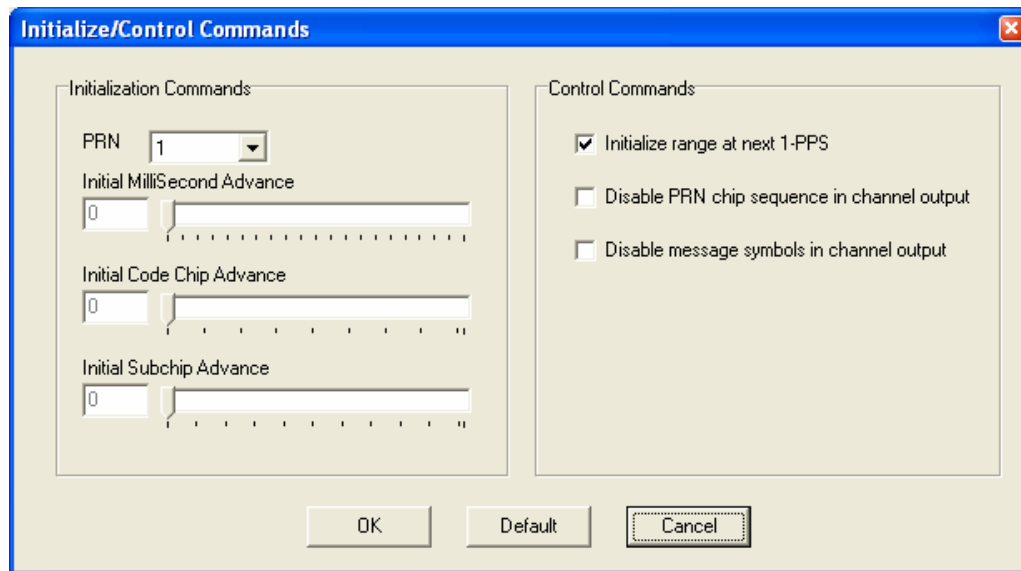 Initialize/Control Commands
Initialization Commands
PRN 1
Initial MilliSecond Advance
0
Initial Code Chip Advance
0
Initial Subchip Advance
0
Control Commands
Initialize range at next 1-PPS
Disable PRN chip sequence in channel output
Disable message symbols in channel output
OK Default Cancel